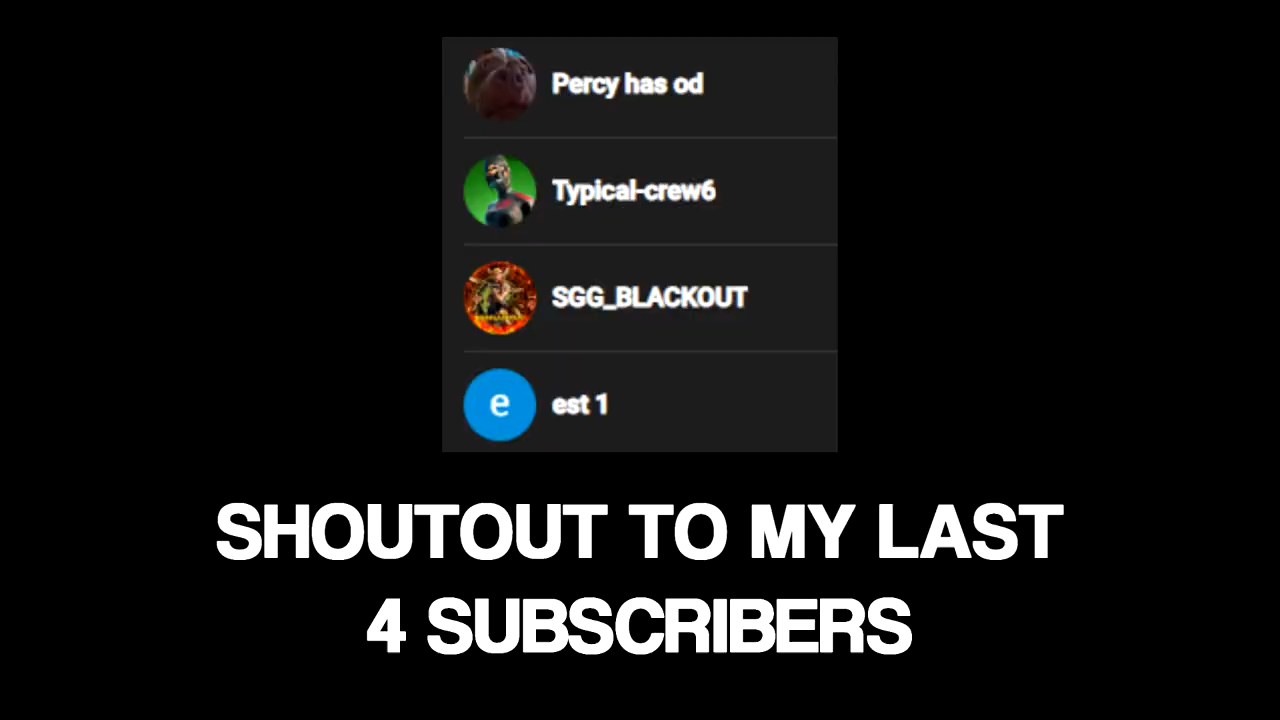 Percy has od
Typical-crew6
SGG_BLACKOUT
e
est 1
SHOUTOUT TO MY LAST
4 SUBSCRIBERS